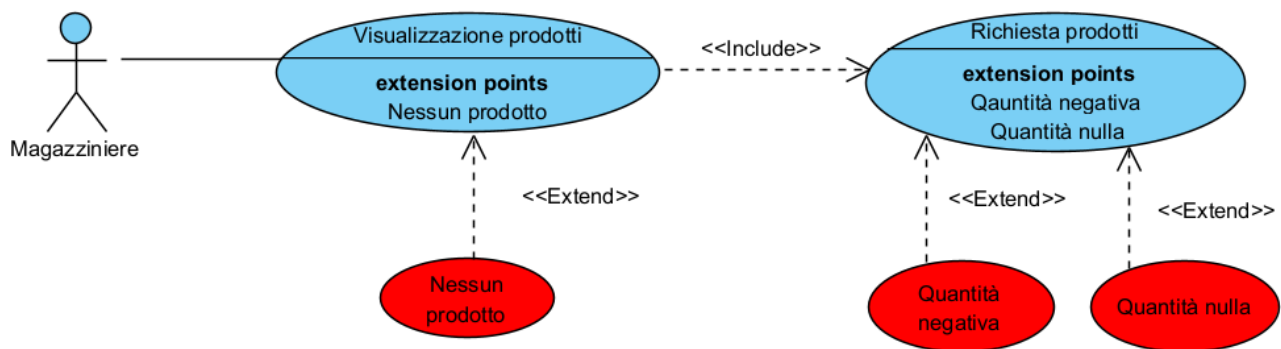 Visualizzazione prodotti
extension points
Nessun prodotto
<<Include>>
Richiesta prodotti
extension points
Qauntità negativa
Quantità nulla
Magazziniere
<<Extend>>
<<Extend>>
<<Extend>>
Nessun
prodotto
Quantità
negativa
Quantità nulla